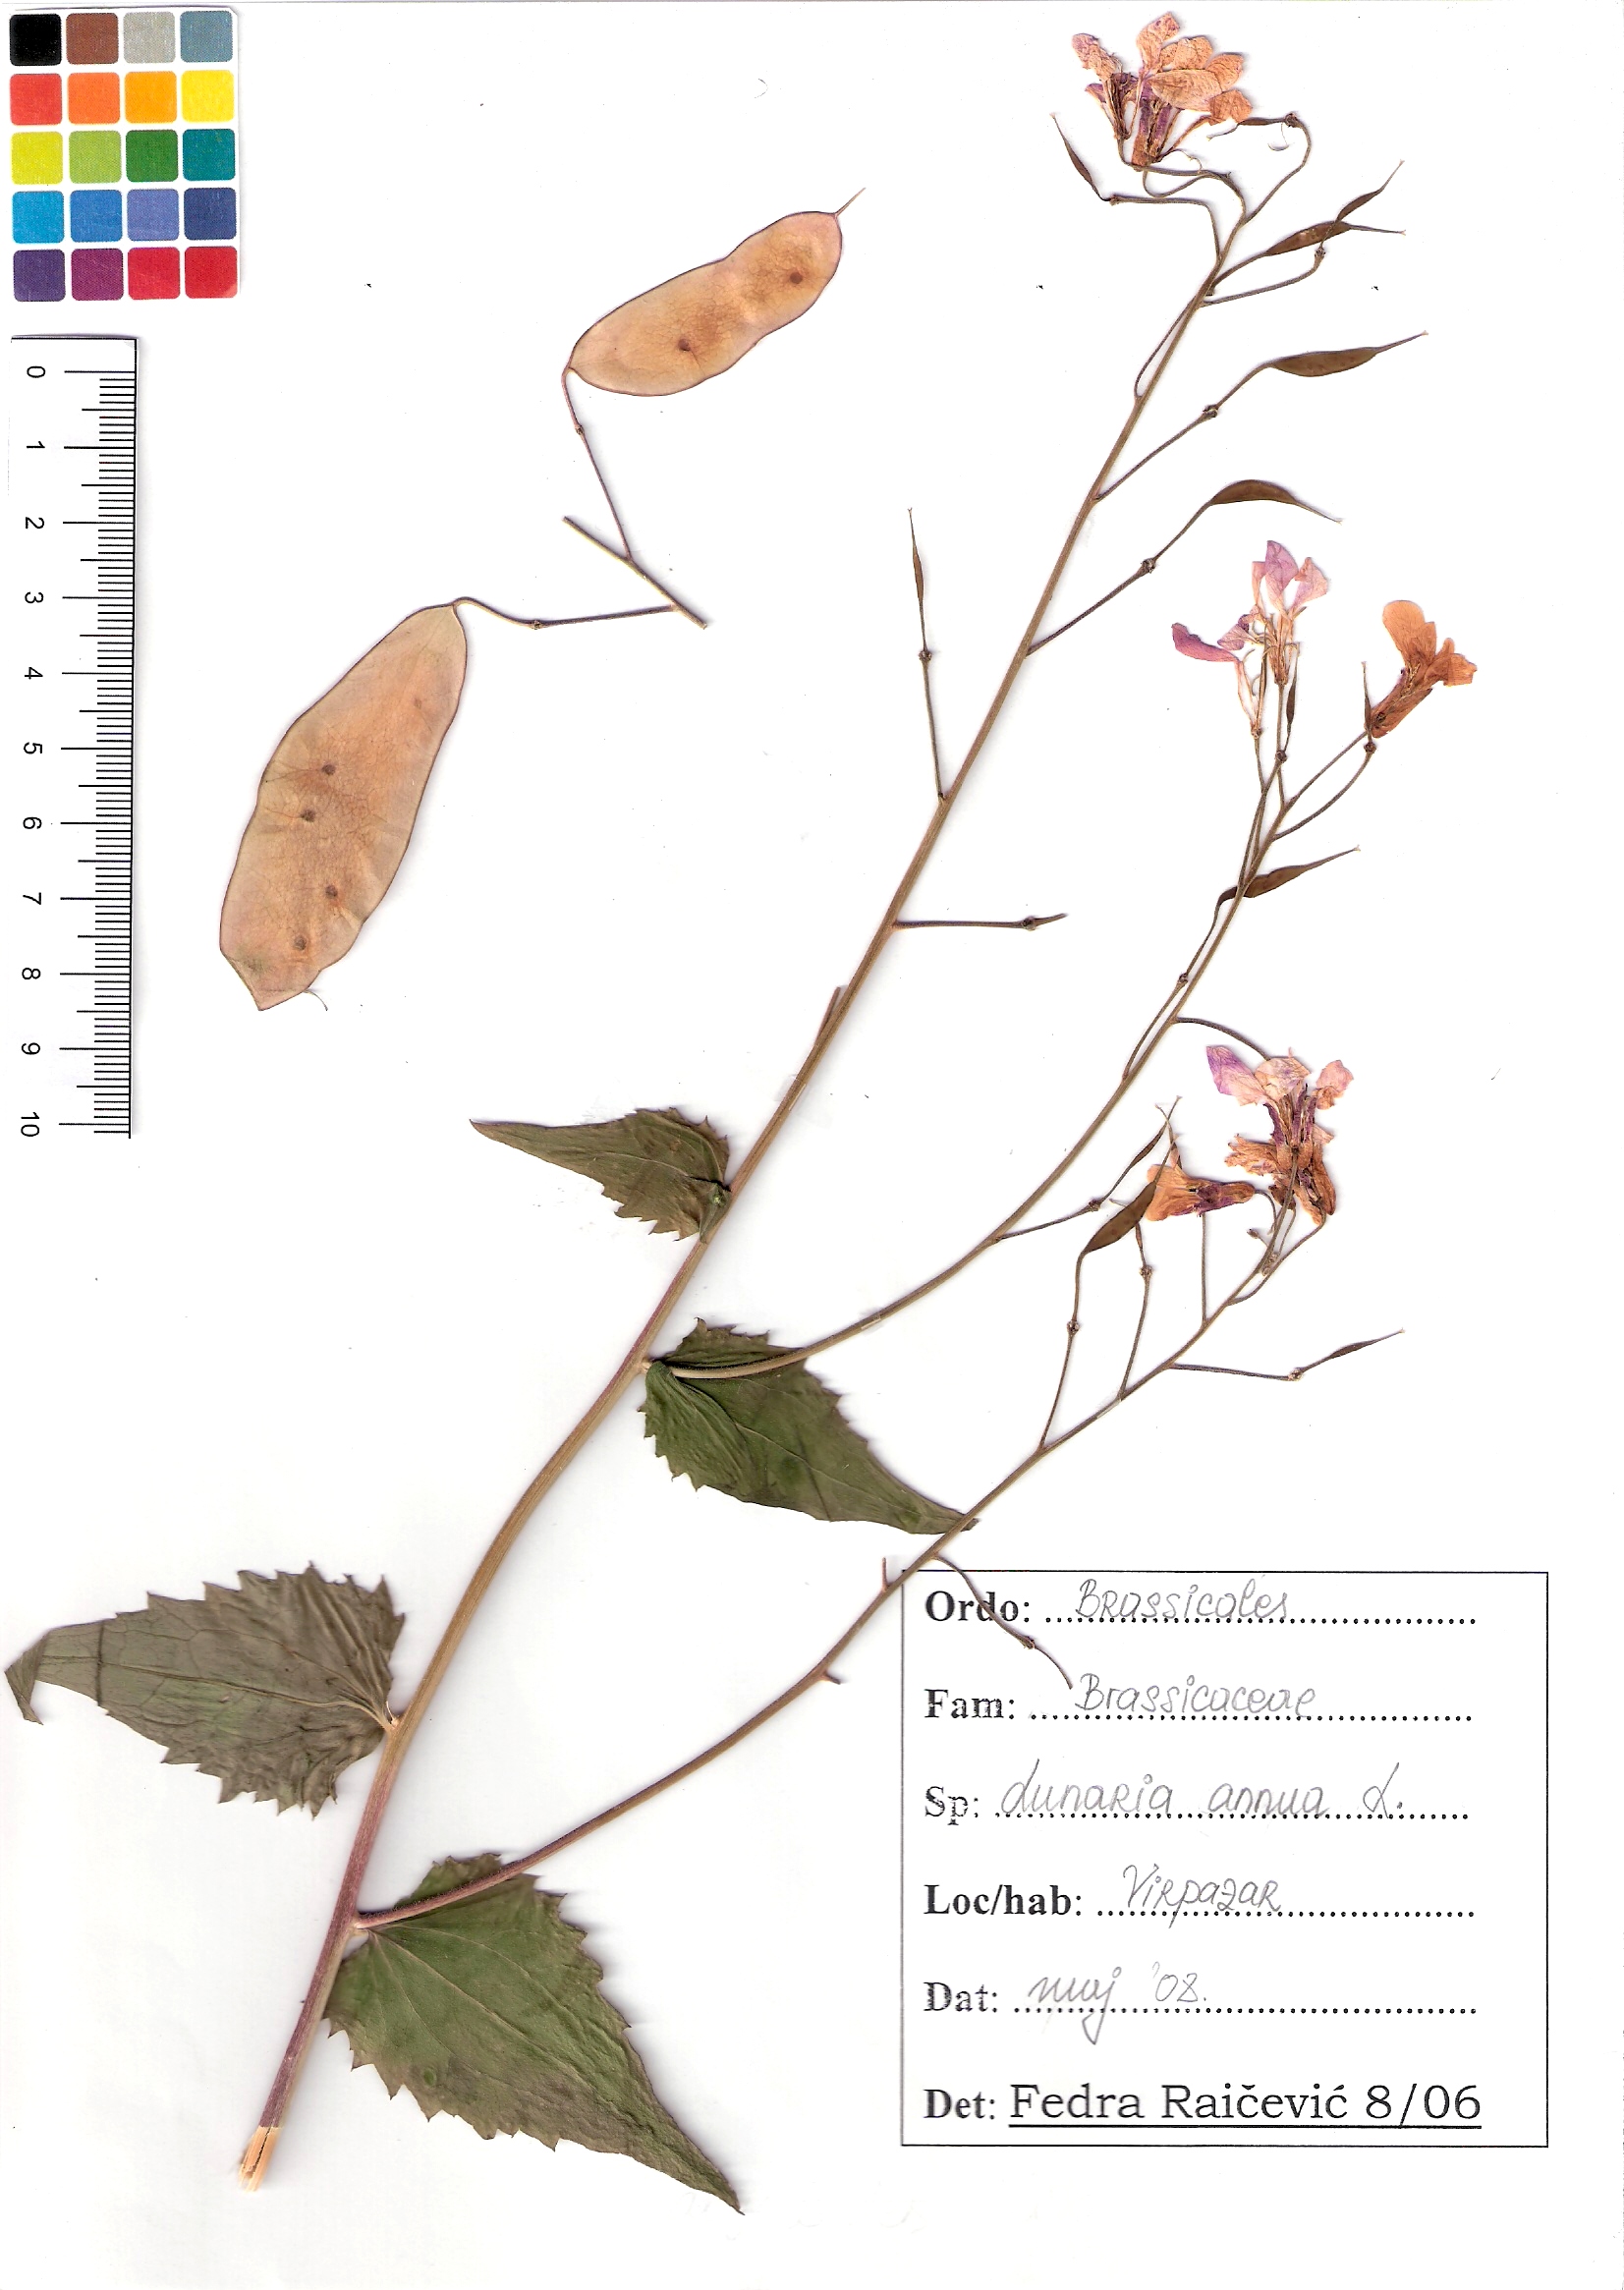 0
1
2
3
4
5
6
7
8
9
10
Ordo: Brassicales
Fam: Brassicaceae
Sp: Lunaria annua L.
Loc/hab: Virpazar
Dat: maj '08.
Det: Fedra Raičević 8/06